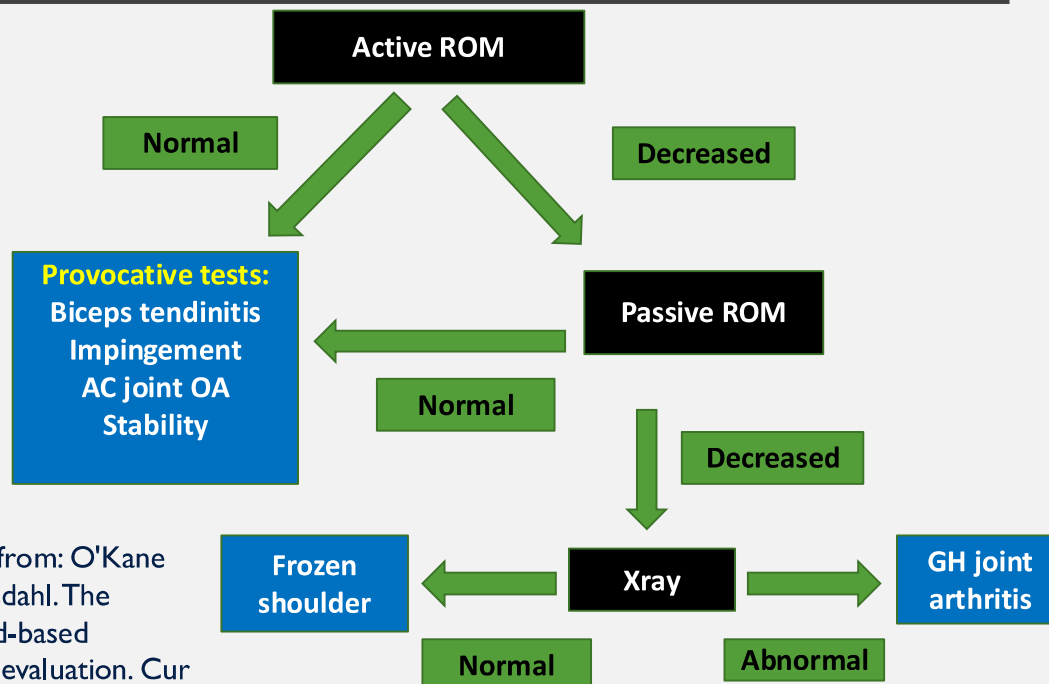 Active ROM
Normal
Decreased
Provocative tests:
Biceps tendinitis
Impingement
AC joint OA
Stability
Passive ROM
Normal
Decreased
from: O'Kane
dahl. The
d-based
evaluation. Cur
Frozen
shoulder
Xray
GH joint
arthritis
Normal
Abnormal